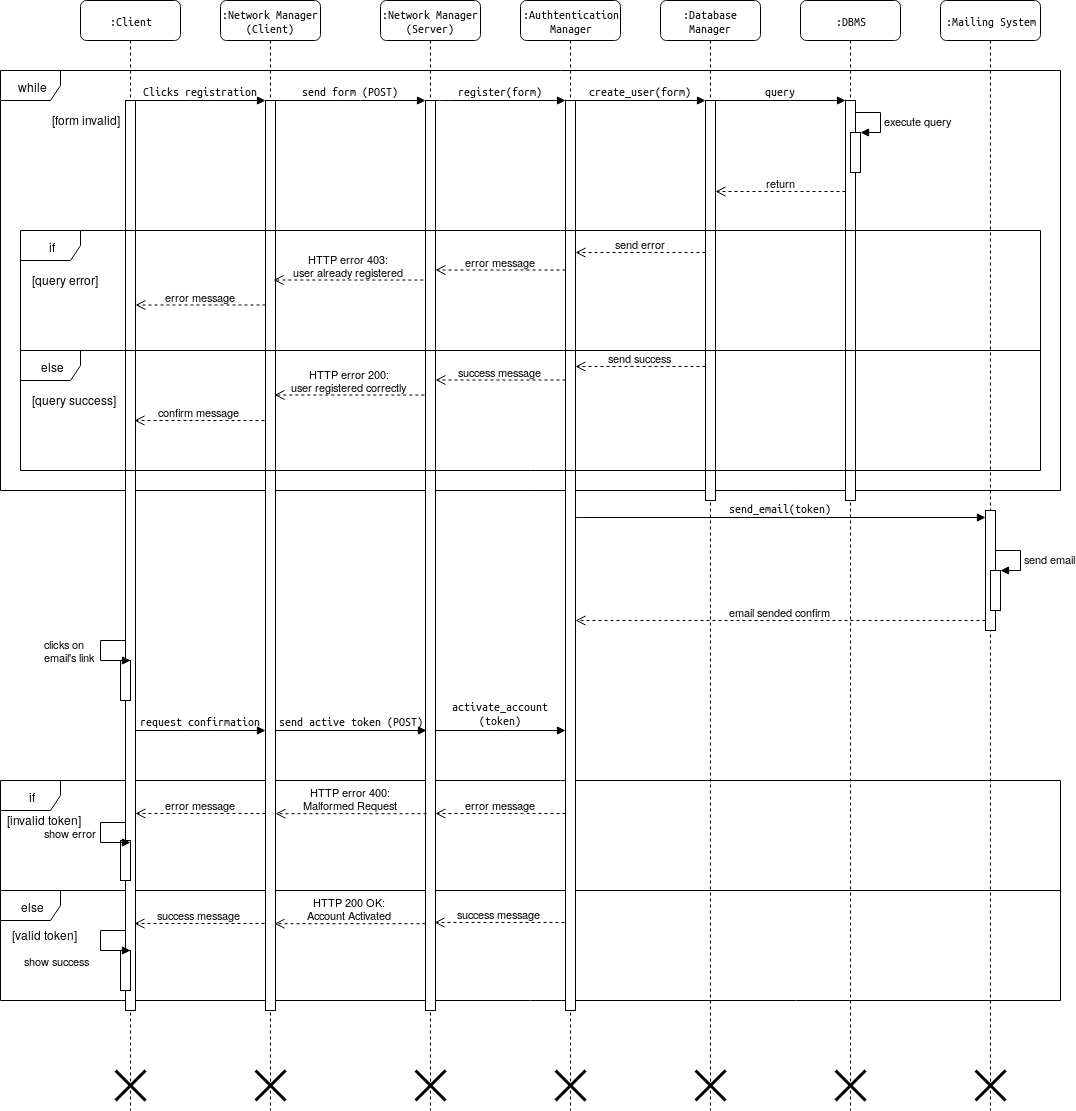 :Client
:Network Manager
(Client)
:Network Manager
(Server)
:Authtentication
Manager
:Database
Manager
:DBMS
:Mailing System
while
Clicks registration
send form (POST)
register(form)
create_user(form)
query
[form invalid]
execute query
return
if
send error
HTTP error 403:
user already registered
error message
[query error]
error message
else
send success
HTTP error 200:
user registered correctly
success message
[query success]
confirm message
send_email(token)
send email
email sended confirm
clicks on
email's link
request confirmation
send active token (POST)
activate_account
(token)
if
error message
HTTP error 400:
Malformed Request
error message
[invalid token]
show error
else
success message
HTTP 200 OK:
Account Activated
success message
[valid token]
show success